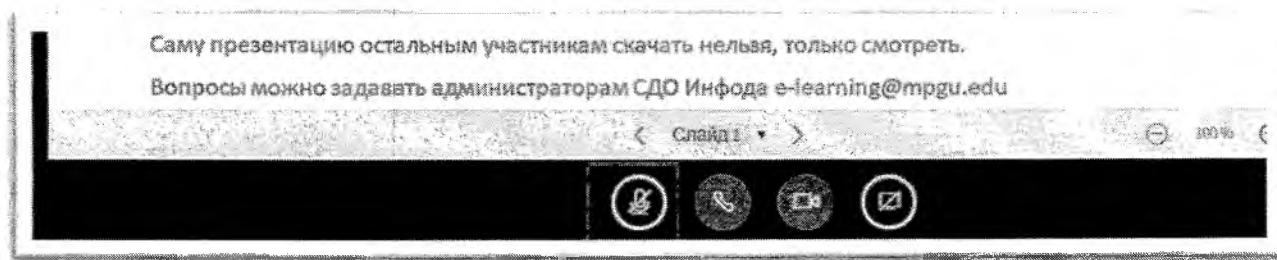 Саму презентацию остальным участникам скачать нельзя, только смотреть.
Вопросы можно задавать администраторам СДО Инфода e-learning@mpgu.edu
Слайд 1
100 %